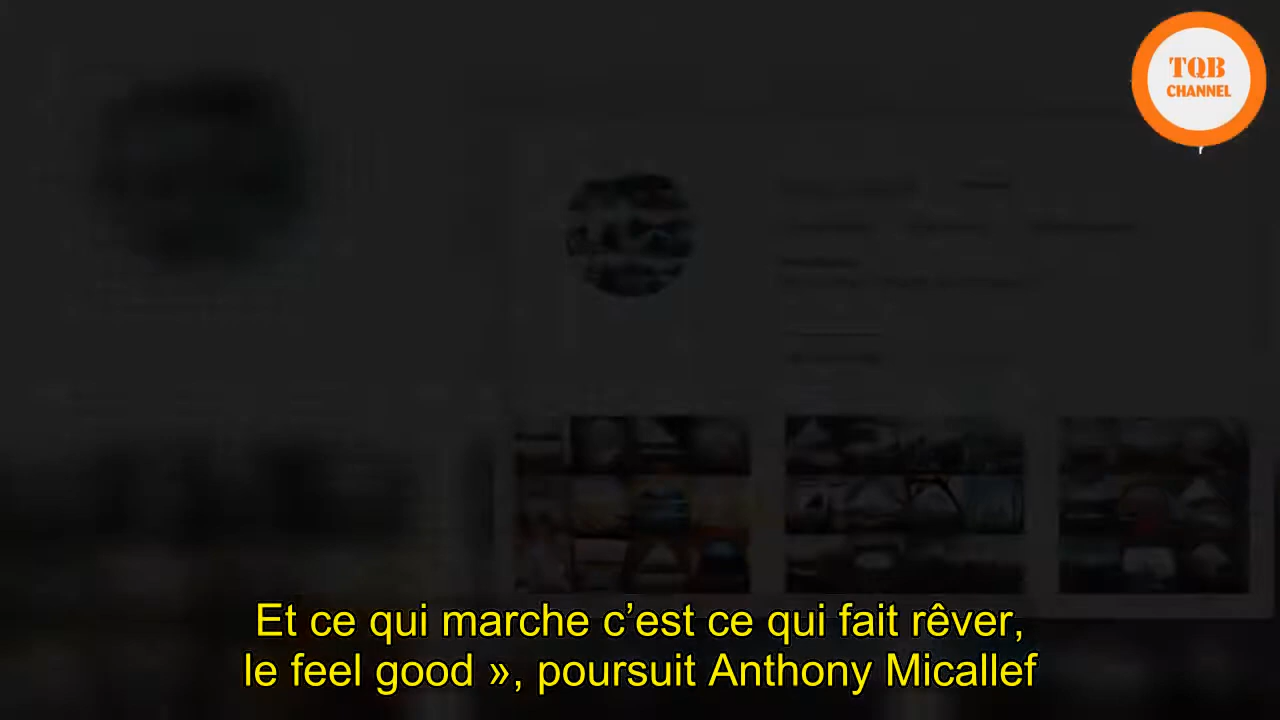 TQB
CHANNEL
Et ce qui marche c’est ce qui fait rêver,
le feel good », poursuit Anthony Micallef